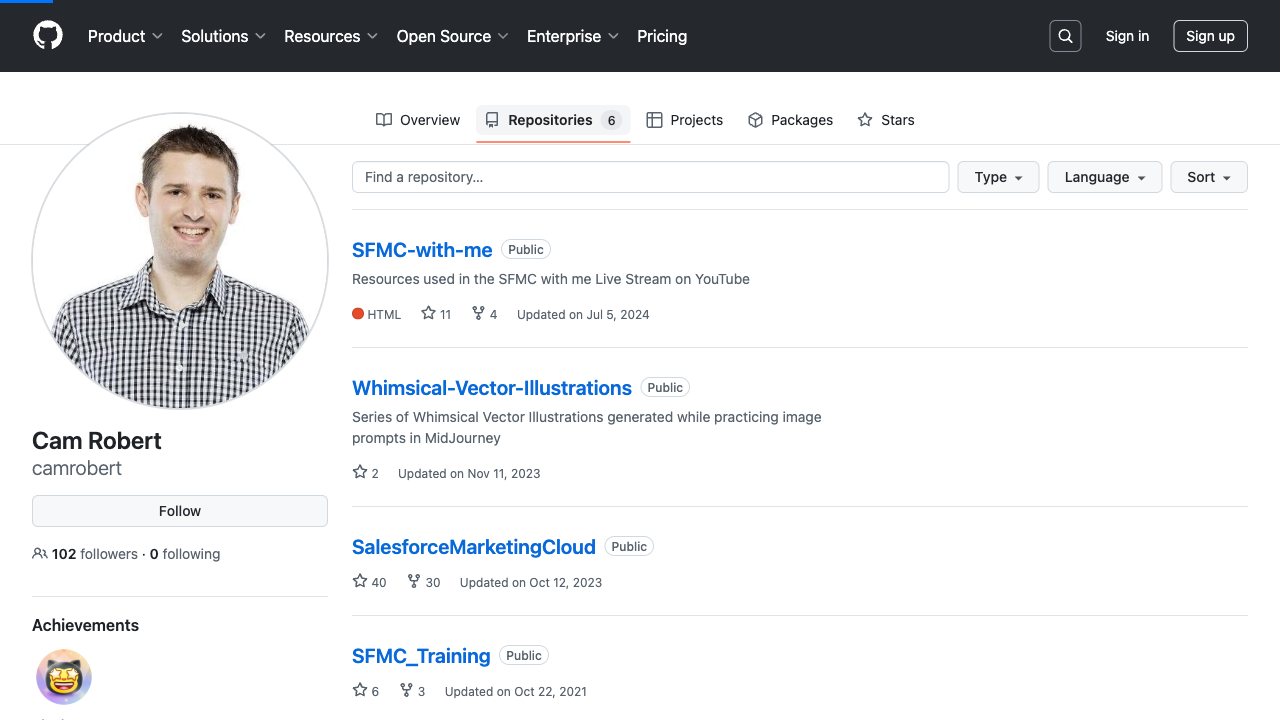 Product
Solutions
Resources
Open Source
Enterprise
Pricing
Sign in
Sign up
Overview
Repositories 6
Projects
Packages
Stars
Cam Robert
camrobert
Follow
102 followers · 0 following
Achievements
Find a repository...
Type
Language
Sort
SFMC-with-me Public
Resources used in the SFMC with me Live Stream on YouTube
HTML 11 4 Updated on Jul 5, 2024
Whimsical-Vector-Illustrations Public
Series of Whimsical Vector Illustrations generated while practicing image
prompts in MidJourney
2 Updated on Nov 11, 2023
SalesforceMarketingCloud Public
40 30 Updated on Oct 12, 2023
SFMC_Training Public
6 3 Updated on Oct 22, 2021